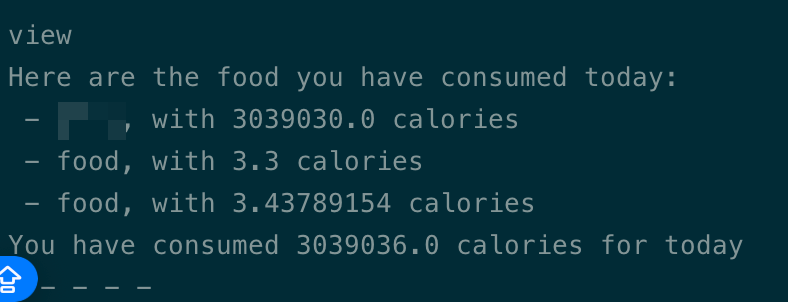 view
Here are the food you have consumed today:
– , with 3039030.0 calories
– food, with 3.3 calories
– food, with 3.43789154 calories
You have consumed 3039036.0 calories for today
– – – –